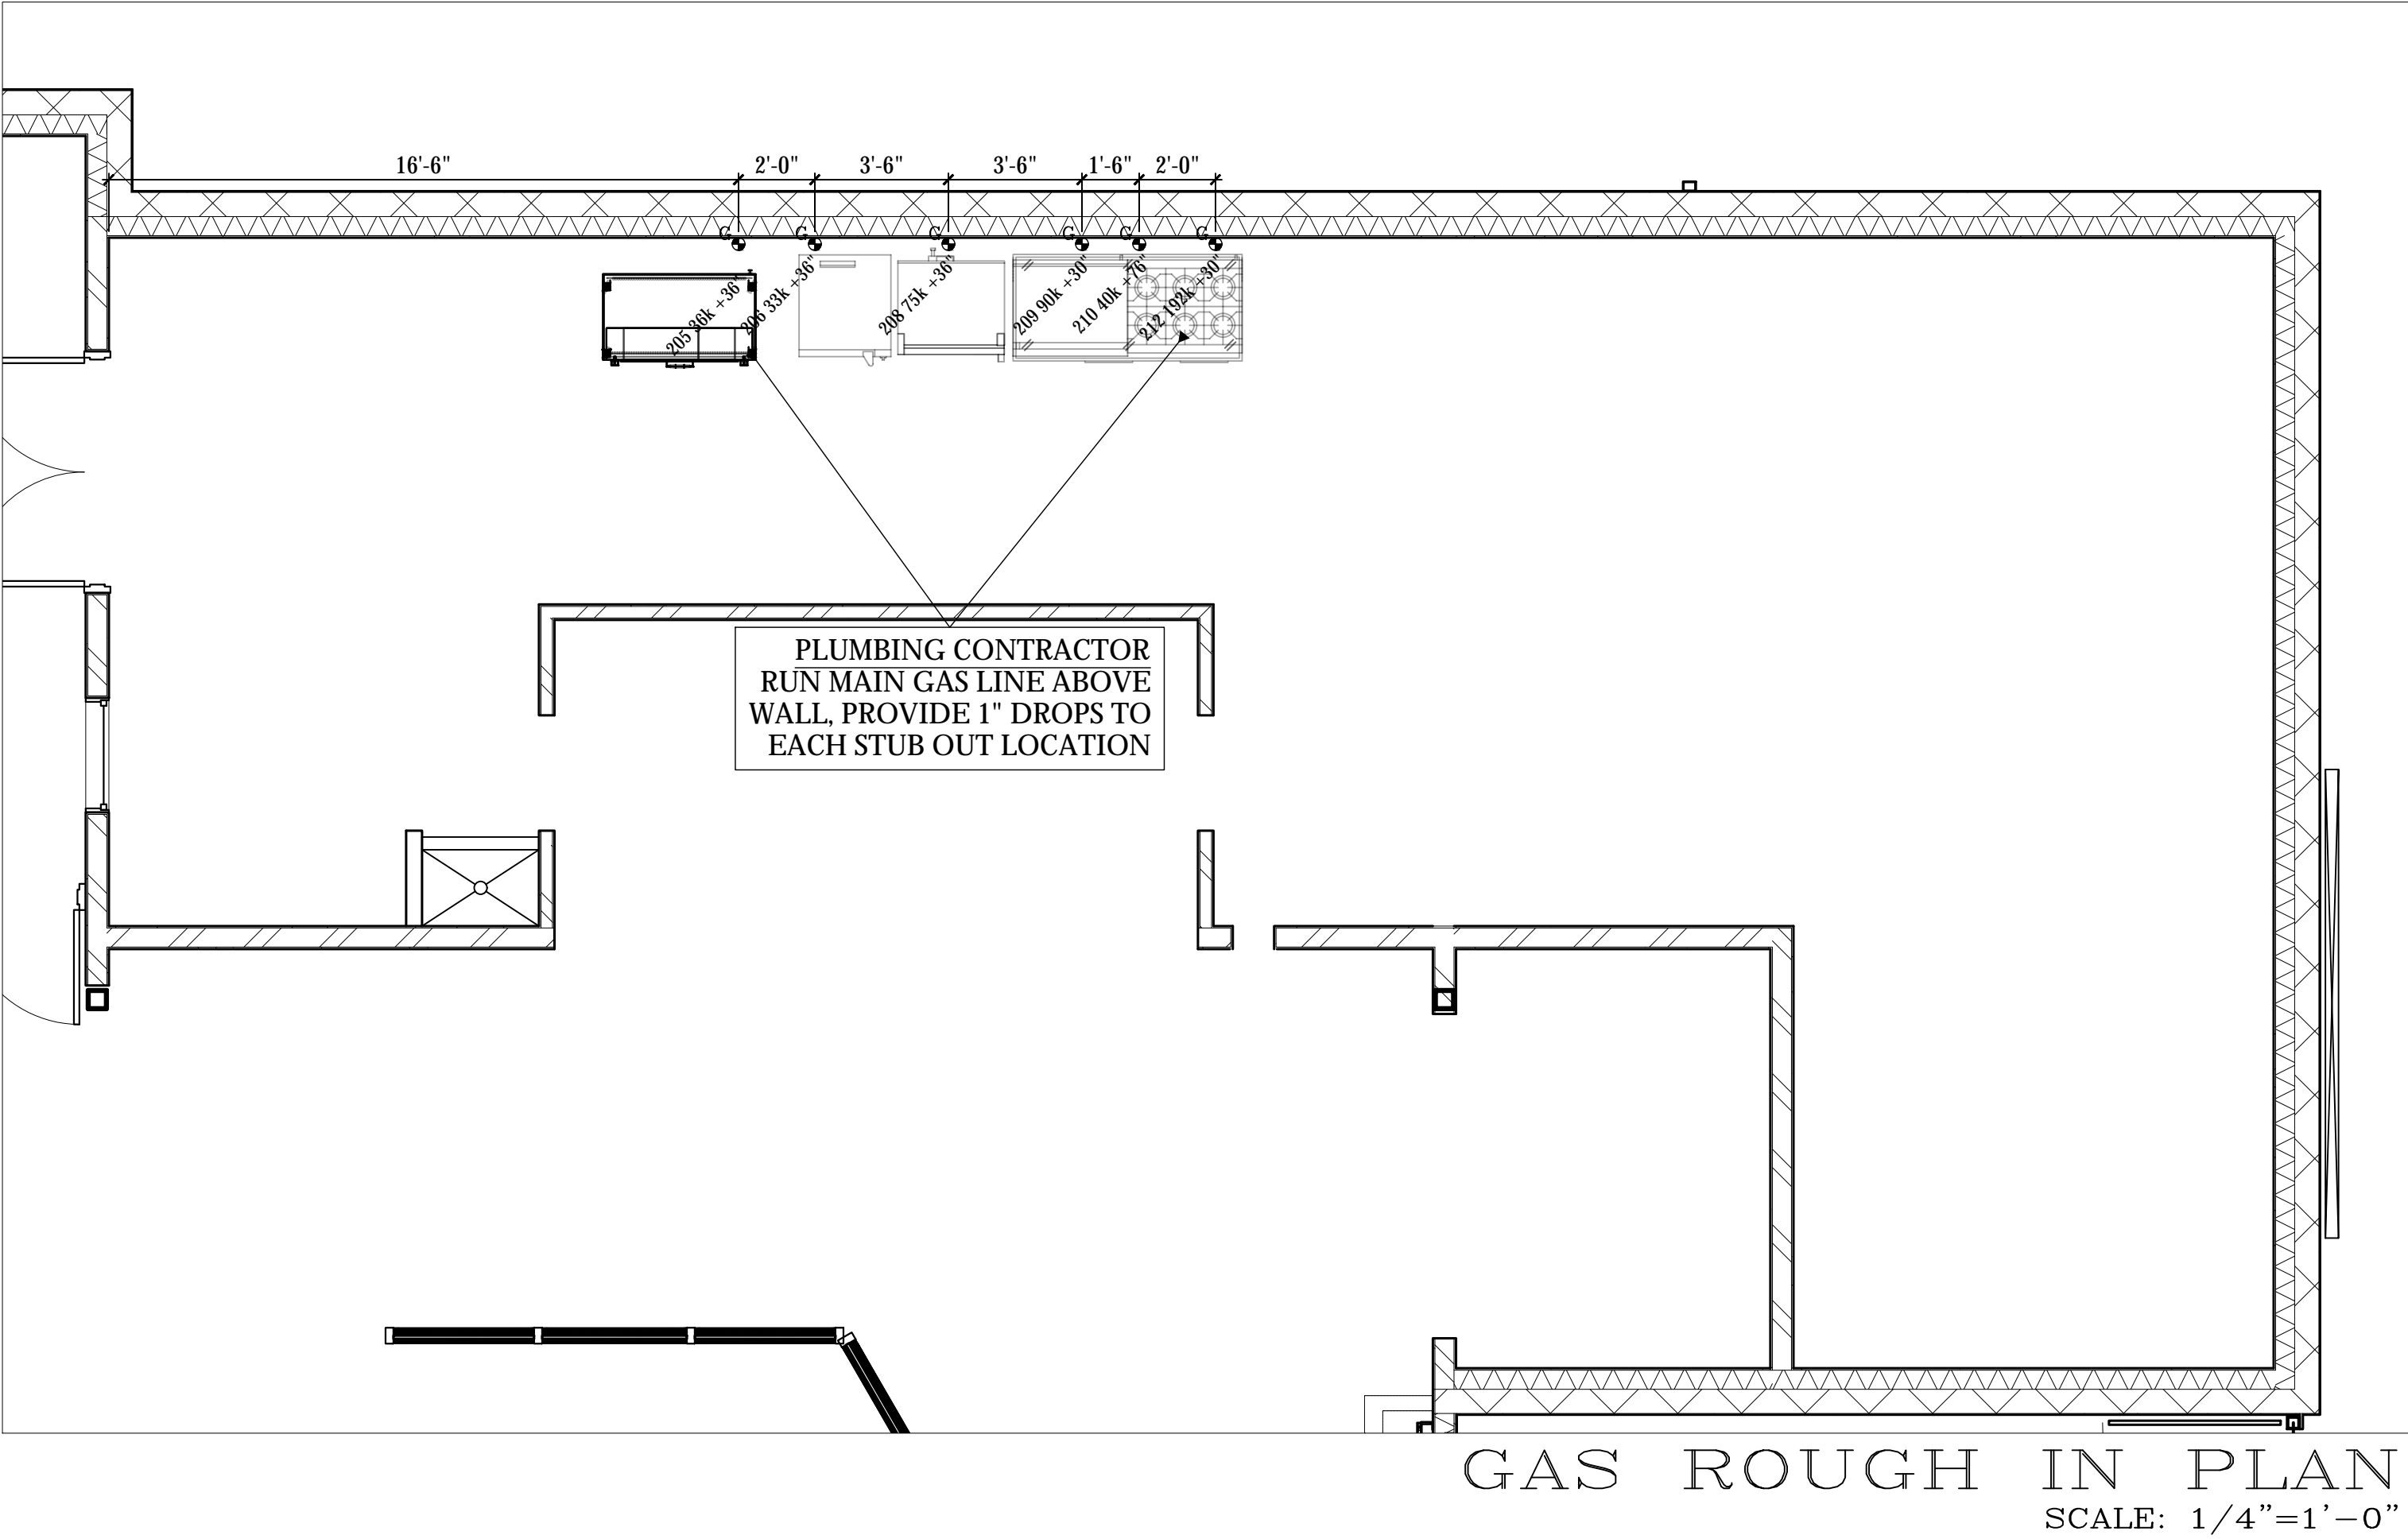 16'-6"
2'-0"
3'-6"
3'-6"
1'-6"
2'-0"
G
G
G
G
G
G
205 36k +36"
206 33k +36"
208 75k +36"
209 90k +30"
210 40k +76"
212 192k +30"
PLUMBING CONTRACTOR
RUN MAIN GAS LINE ABOVE
WALL, PROVIDE 1" DROPS TO
EACH STUB OUT LOCATION
GAS ROUGH IN PLAN
SCALE: 1/4"=1'-0"